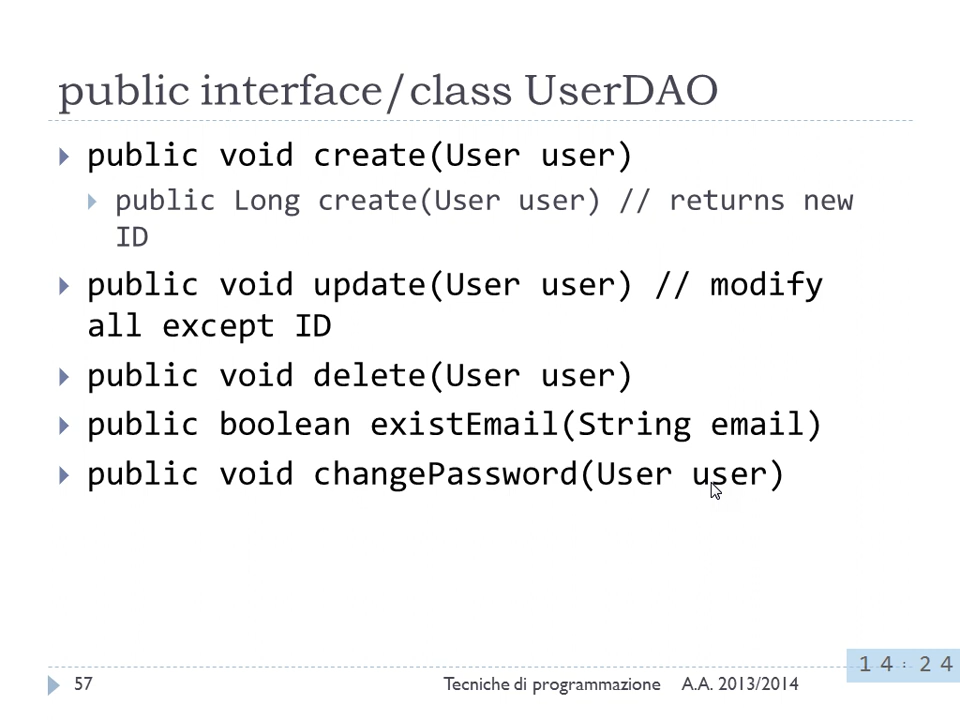 public interface/class UserDAO
public void create(User user)
public Long create(User user) // returns new
ID
public void update(User user) // modify
all except ID
public void delete(User user)
public boolean existEmail(String email)
public void changePassword(User user)
57
Tecniche di programmazione A.A. 2013/2014
14:24